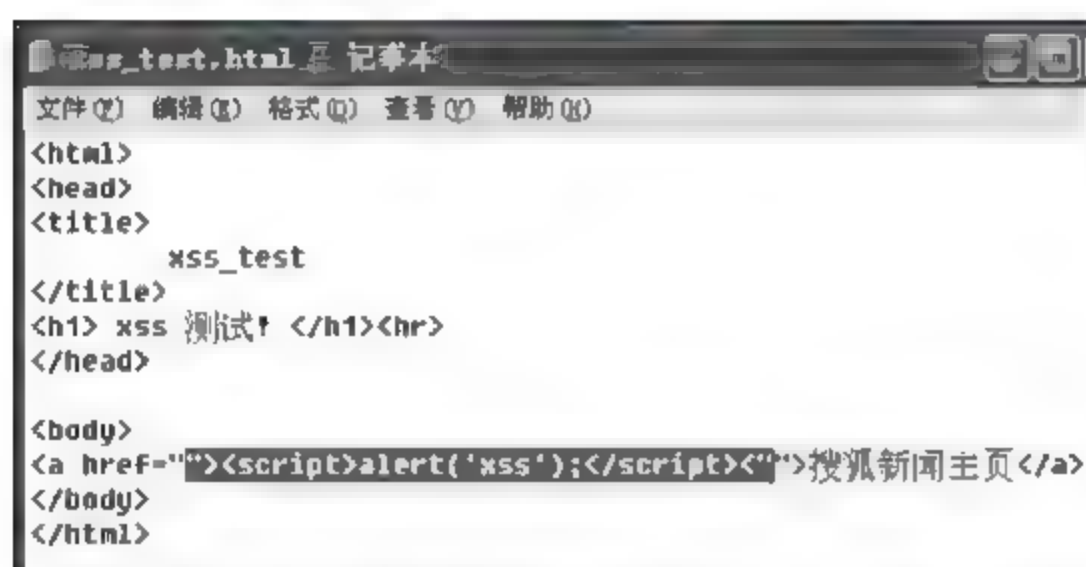 xss_test.html 记事本
文件(F) 编辑(E) 格式(O) 查看(V) 帮助(H)
<html>
<head>
<title>
xss_test
</title>
<h1> xss 测试! </h1><hr>
</head>
<body>
<a href=""><script>alert('xss');</script><"">搜狐新闻主页</a>
</body>
</html>